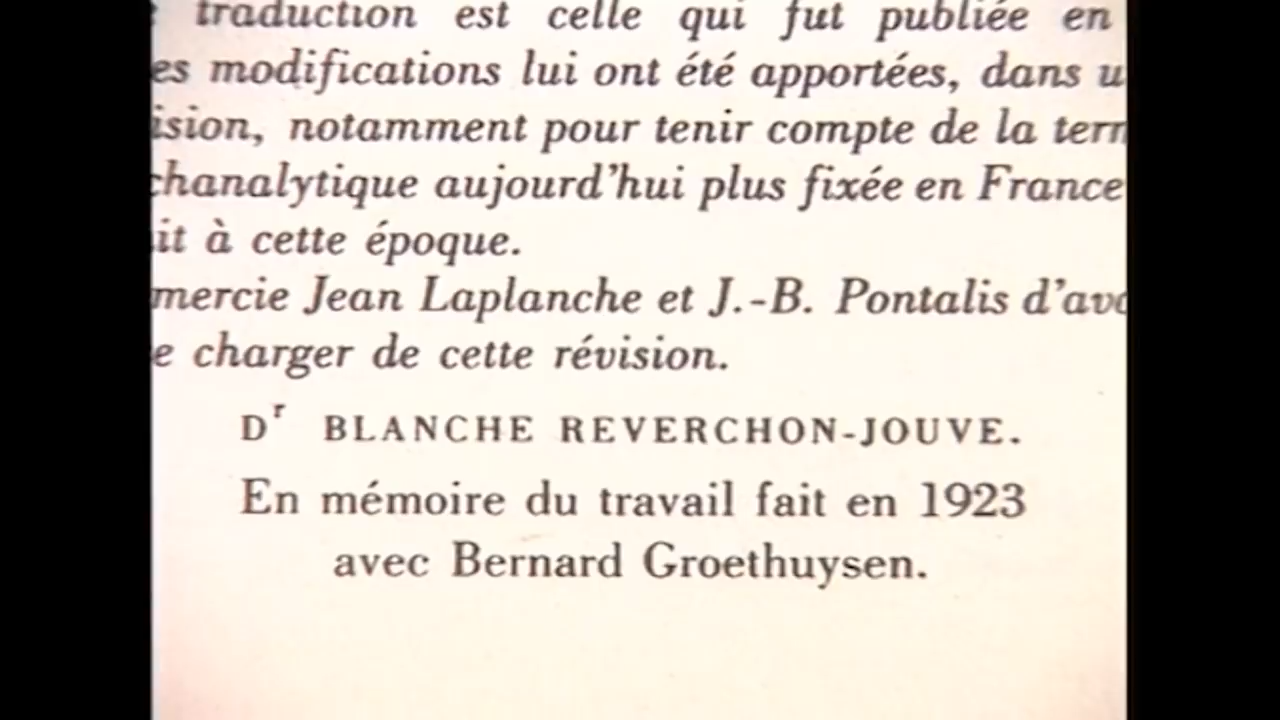 traduction est celle qui fut publiée en
es modifications lui ont été apportées, dans u
ision, notamment pour tenir compte de la tern
chanalytique aujourd'hui plus fixée en France
it à cette époque.
mercie Jean Laplanche et J.-B. Pontalis d'avo
e charger de cette révision.
Dr BLANCHE REVERCHON-JOUVE.
En mémoire du travail fait en 1923
avec Bernard Groethuysen.